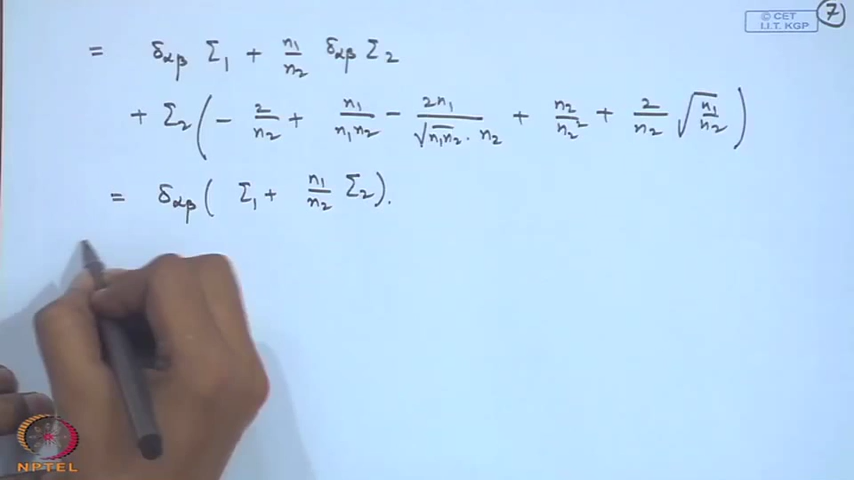 © CET
I.I.T. KGP
7
= δαβ Σ₁ + n₁/n₂ δαβ Σ₂
+ Σ₂ ( - 2/n₂ + n₁/(n₁n₂) - 2n₁/(√(n₁n₂) · n₂) + n₂/n₂² + 2/n₂ √(n₁/n₂) )
= δαβ ( Σ₁ + n₁/n₂ Σ₂ ).
NPTEL